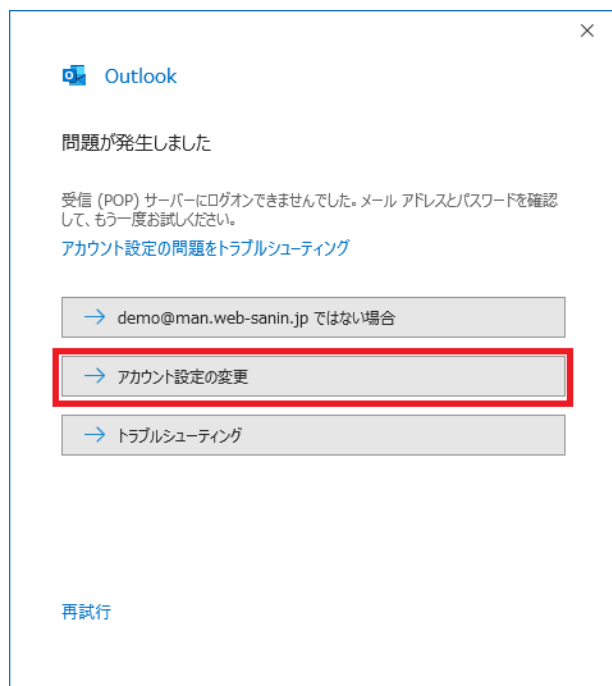 Outlook
問題が発生しました
受信 (POP) サーバーにログオンできませんでした。メール アドレスとパスワードを確認
して、もう一度お試しください。
アカウント設定の問題をトラブルシューティング
demo@man.web-sanin.jp ではない場合
アカウント設定の変更
トラブルシューティング
再試行